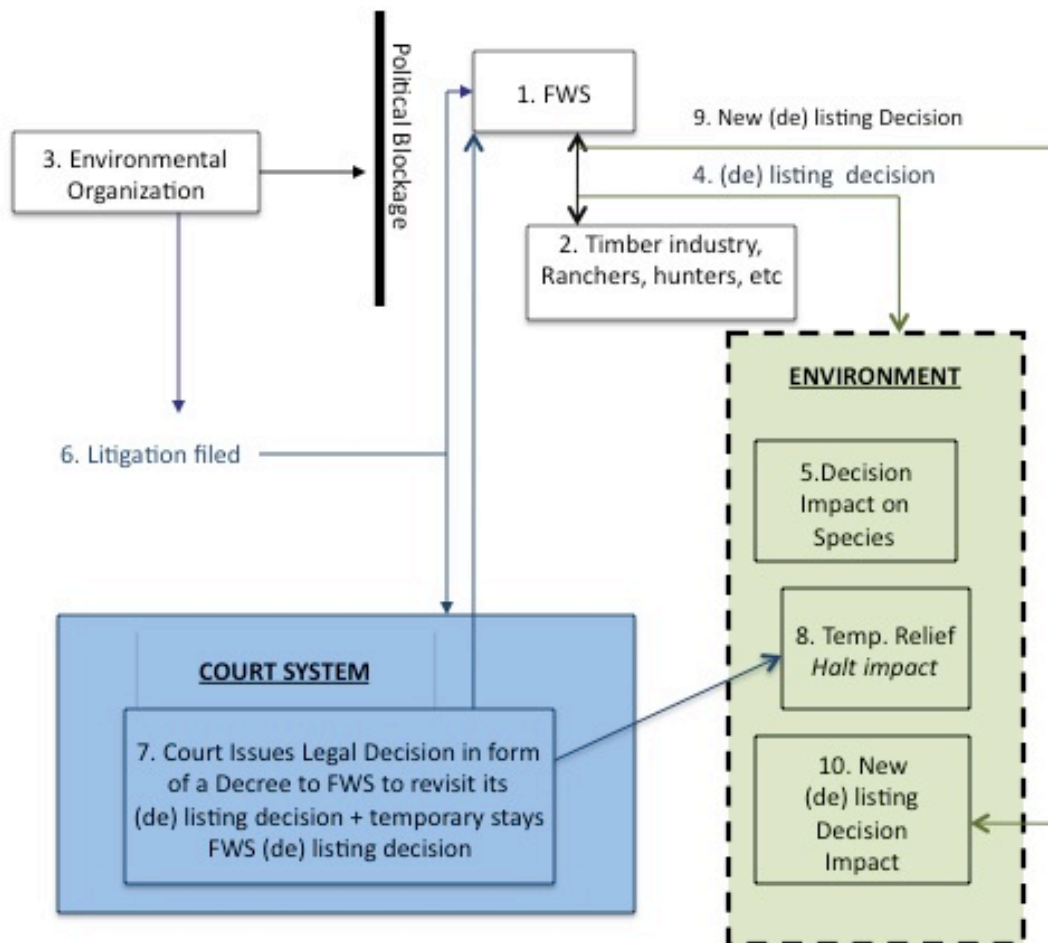 Political Blockage
1. FWS
9. New (de) listing Decision
3. Environmental
Organization
4. (de) listing decision
2. Timber industry,
Ranchers, hunters, etc
ENVIRONMENT
6. Litigation filed
5.Decision
Impact on
Species
8. Temp. Relief
Halt impact
COURT SYSTEM
7. Court Issues Legal Decision in form
of a Decree to FWS to revisit its
(de) listing decision + temporary stays
FWS (de) listing decision
10. New
(de) listing
Decision
Impact